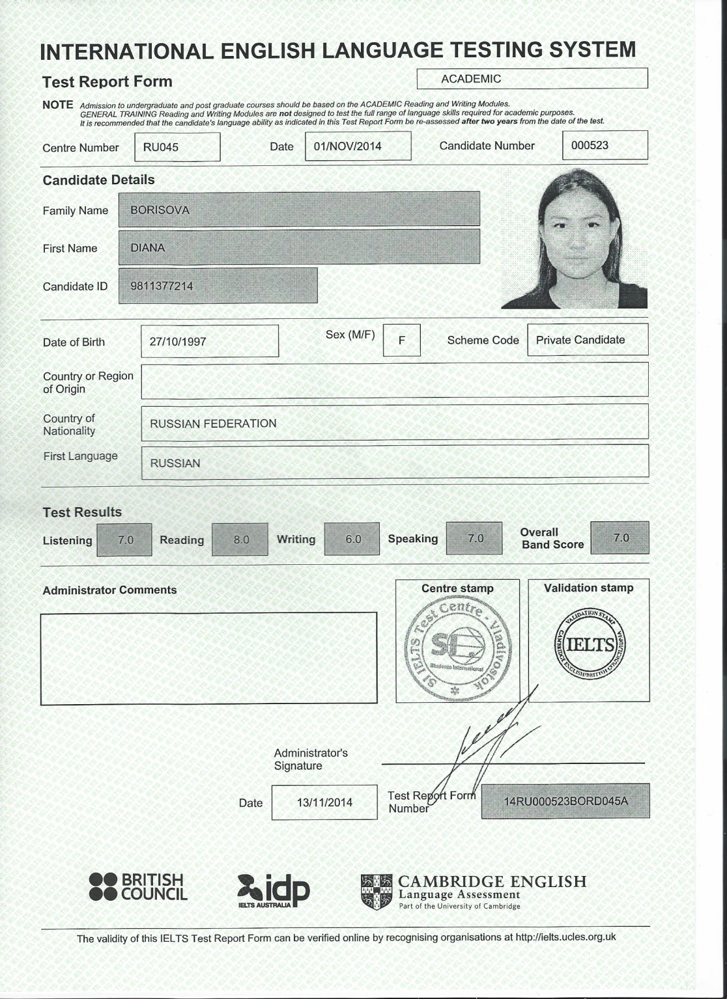 INTERNATIONAL ENGLISH LANGUAGE TESTING SYSTEM
Test Report Form
ACADEMIC
NOTE Admission to undergraduate and post graduate courses should be based on the ACADEMIC Reading and Writing Modules.
GENERAL TRAINING Reading and Writing Modules are not designed to test the full range of language skills required for academic purposes.
It is recommended that the candidate's language ability as indicated in this Test Report Form be re-assessed after two years from the date of the test.
Centre Number RU045 Date 01/NOV/2014 Candidate Number 000523
Candidate Details
Family Name BORISOVA
First Name DIANA
Candidate ID 9811377214
Date of Birth 27/10/1997 Sex (M/F) F Scheme Code Private Candidate
Country or Region
of Origin
Country of
Nationality
RUSSIAN FEDERATION
First Language RUSSIAN
Test Results
Listening 7.0 Reading 8.0 Writing 6.0 Speaking 7.0 Overall
Band Score 7.0
Administrator Comments
Centre stamp
SI IELTS Test Centre - Vladivostok
SI
Students International
Validation stamp
VALIDATION STAMP
IELTS
Administrator's
Signature
Date 13/11/2014
Test Report Form
Number
14RU000523BORD045A
BRITISH
COUNCIL
idp
IELTS AUSTRALIA
CAMBRIDGE ENGLISH
Language Assessment
Part of the University of Cambridge
The validity of this IELTS Test Report Form can be verified online by recognising organisations at http://ielts.ucles.org.uk